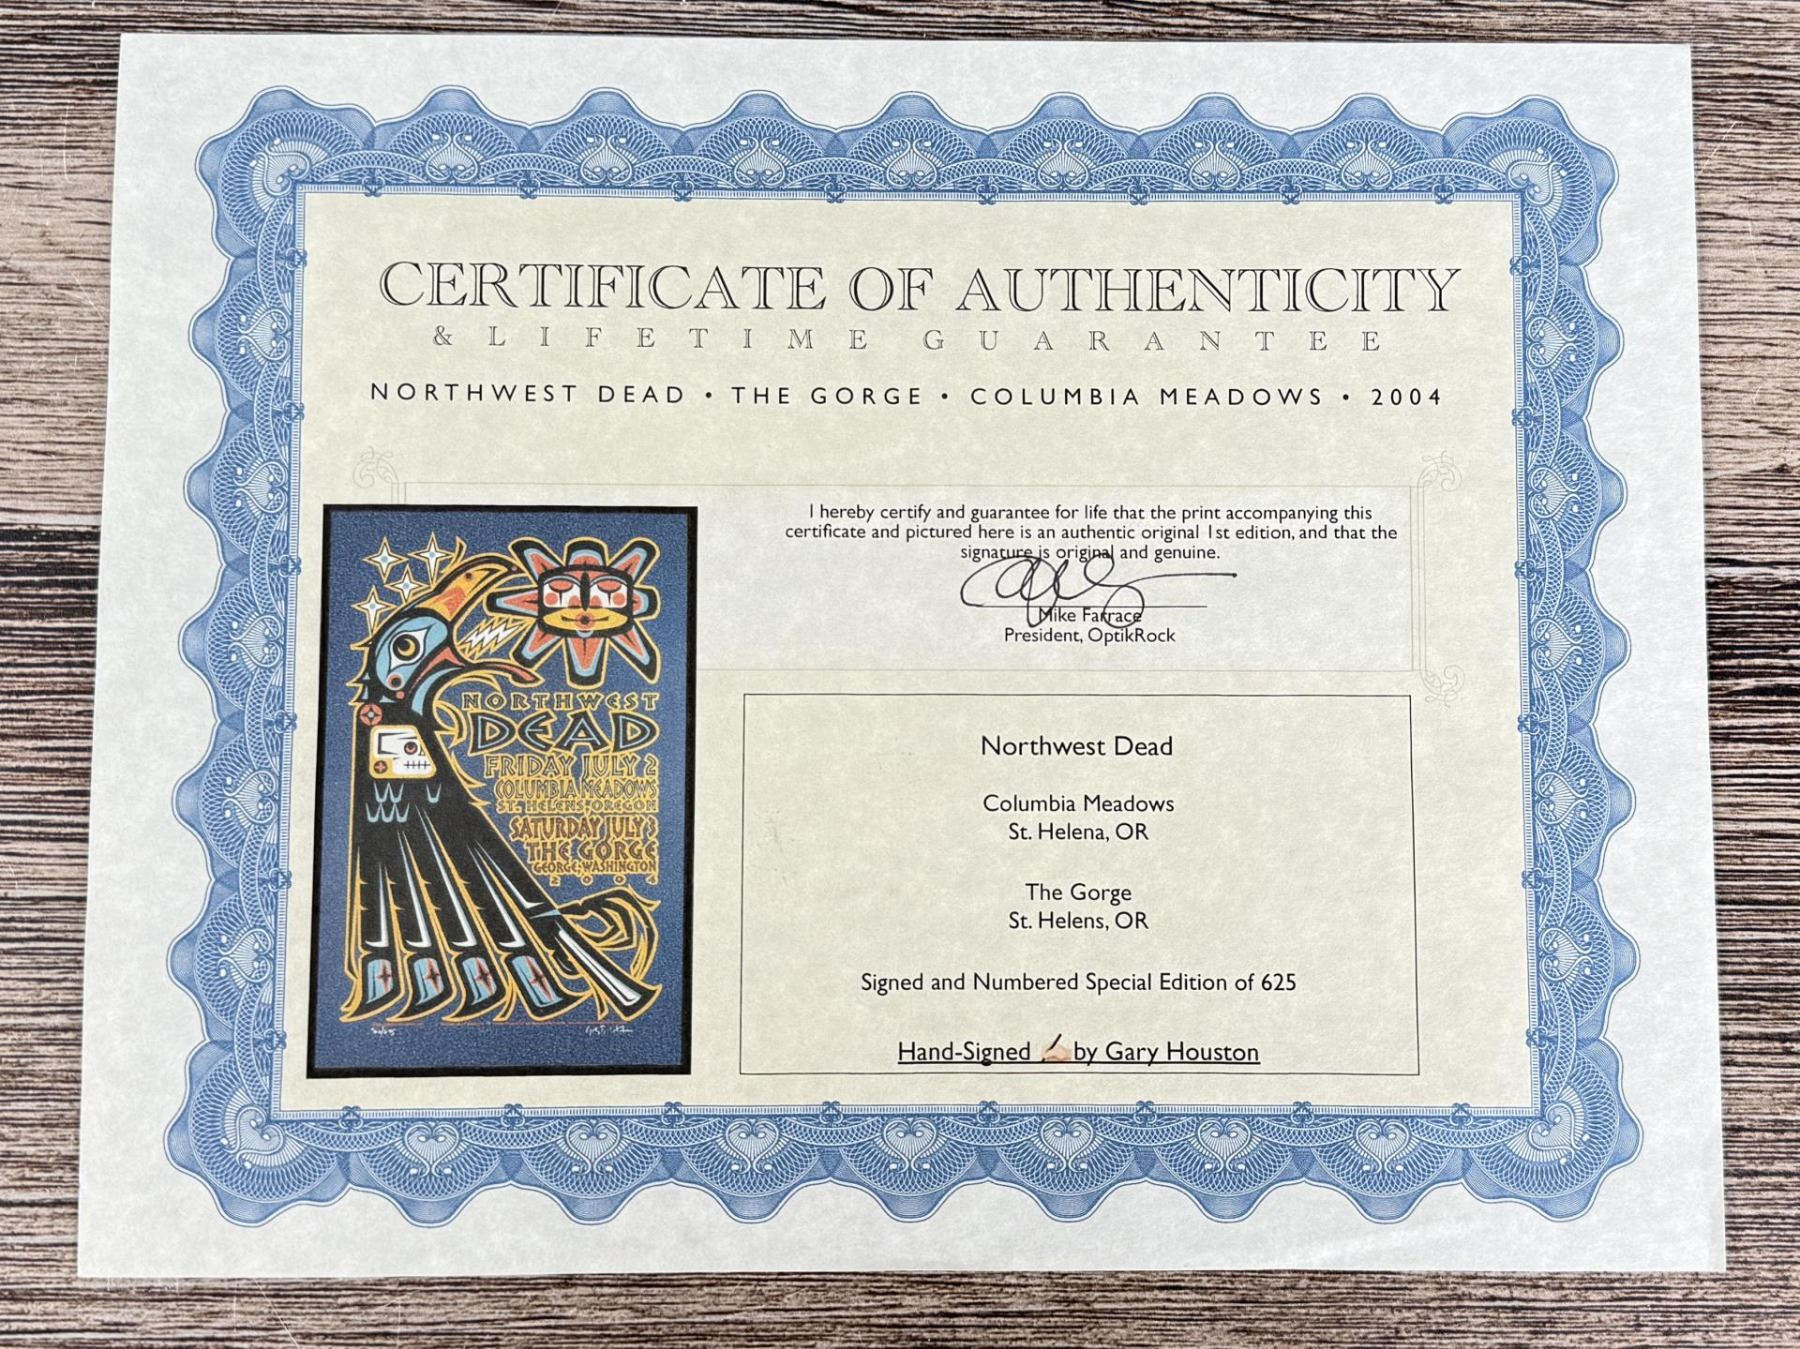 CERTIFICATE OF AUTHENTICITY
& LIFETIME GUARANTEE
NORTHWEST DEAD • THE GORGE • COLUMBIA MEADOWS • 2004
I hereby certify and guarantee for life that the print accompanying this
certificate and pictured here is an authentic original 1st edition, and that the
signature is original and genuine.
Mike Farrace
President, OptikRock
NORTHWEST
DEAD
FRIDAY JULY 2
COLUMBIA MEADOWS
ST. HELENS, OREGON
SATURDAY JULY 3
THE GORGE
GEORGE, WASHINGTON
2004
Northwest Dead
Columbia Meadows
St. Helena, OR
The Gorge
St. Helens, OR
Signed and Numbered Special Edition of 625
Hand-Signed by Gary Houston